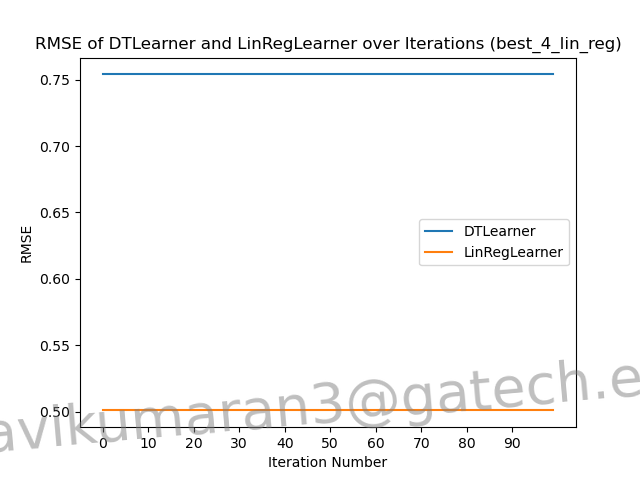 RMSE of DTLearner and LinRegLearner over Iterations (best_4_lin_reg)
0.75
0.70
0.65
0.60
0.55
0.50
RMSE
DTLearner
LinRegLearner
avikumaran3@gatech.e
0 10 20 30 40 50 60 70 80 90
Iteration Number